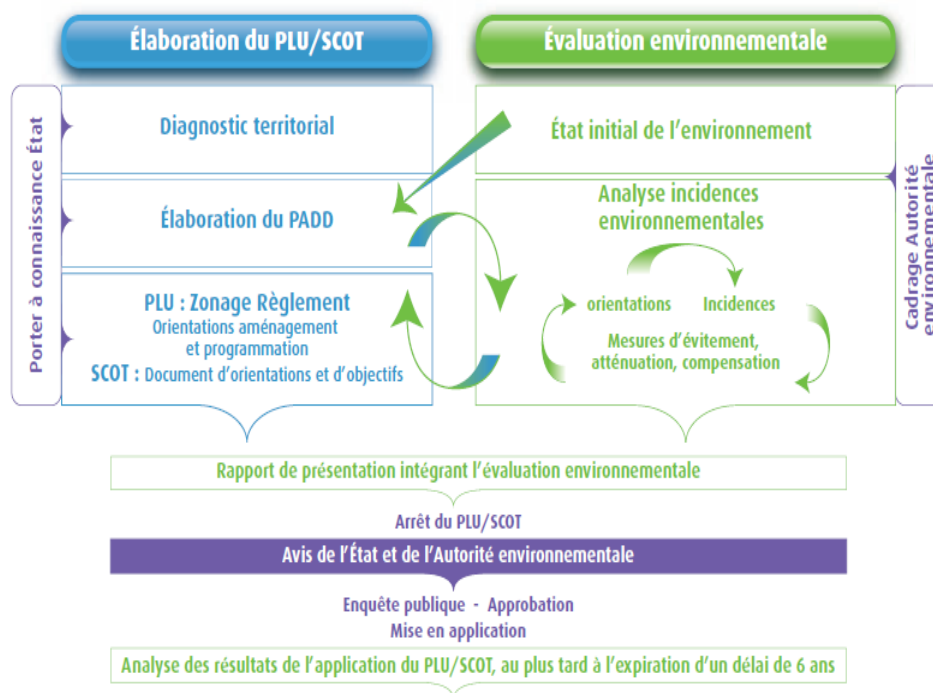 Élaboration du PLU/SCOT
Évaluation environnementale
Porter à connaissance État
Diagnostic territorial
État initial de l'environnement
Cadrage Autorité
environnementale
Élaboration du PADD
Analyse incidences
environnementales
PLU : Zonage Règlement
Orientations aménagement
et programmation
SCOT : Document d'orientations et d'objectifs
orientations
Incidences
Mesures d'évitement,
atténuation, compensation
Rapport de présentation intégrant l'évaluation environnementale
Arrêt du PLU/SCOT
Avis de l'État et de l'Autorité environnementale
Enquête publique - Approbation
Mise en application
Analyse des résultats de l'application du PLU/SCOT, au plus tard à l'expiration d'un délai de 6 ans